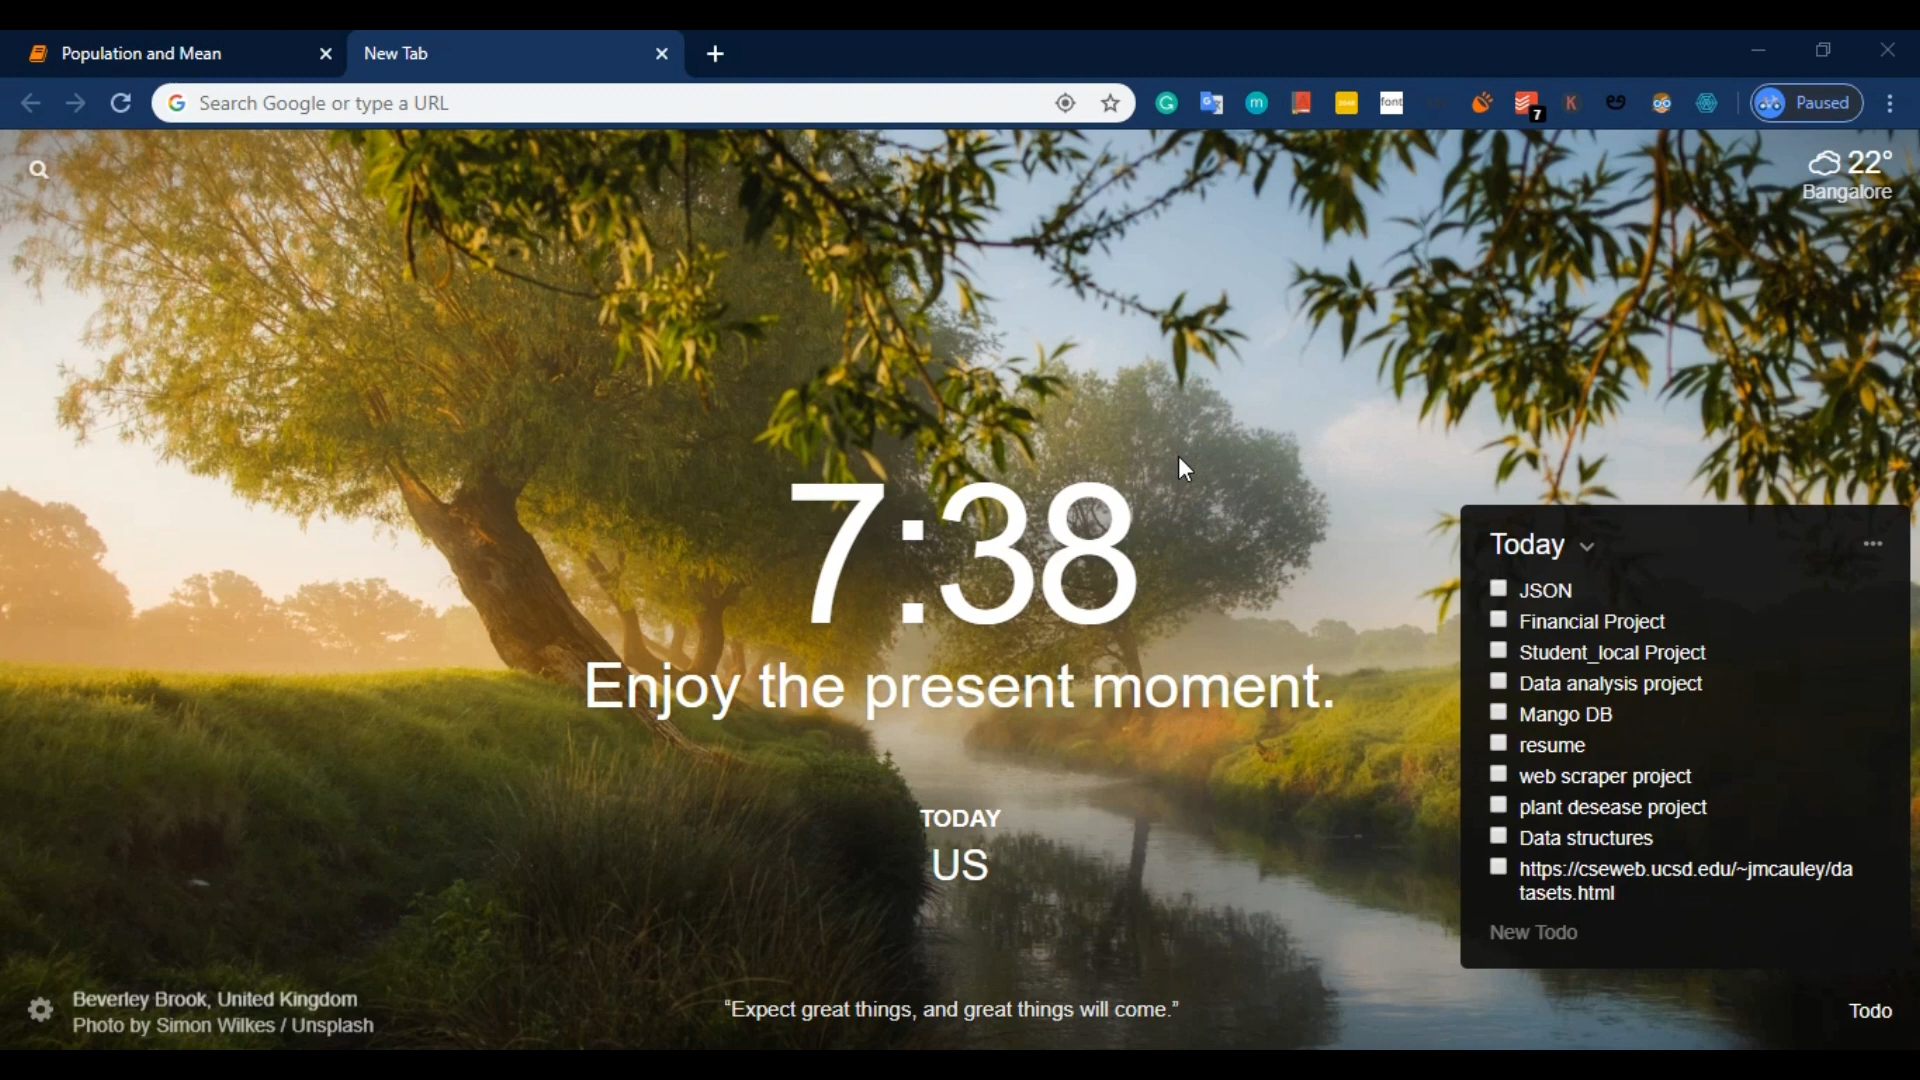 Population and Mean
New Tab
Search Google or type a URL
font
7
K
Paused
22°
Bangalore
7:38
Enjoy the present moment.
TODAY
US
Today
JSON
Financial Project
Student_local Project
Data analysis project
Mango DB
resume
web scraper project
plant desease project
Data structures
https://cseweb.ucsd.edu/~jmcauley/da
tasets.html
New Todo
Beverley Brook, United Kingdom
Photo by Simon Wilkes / Unsplash
"Expect great things, and great things will come."
Todo